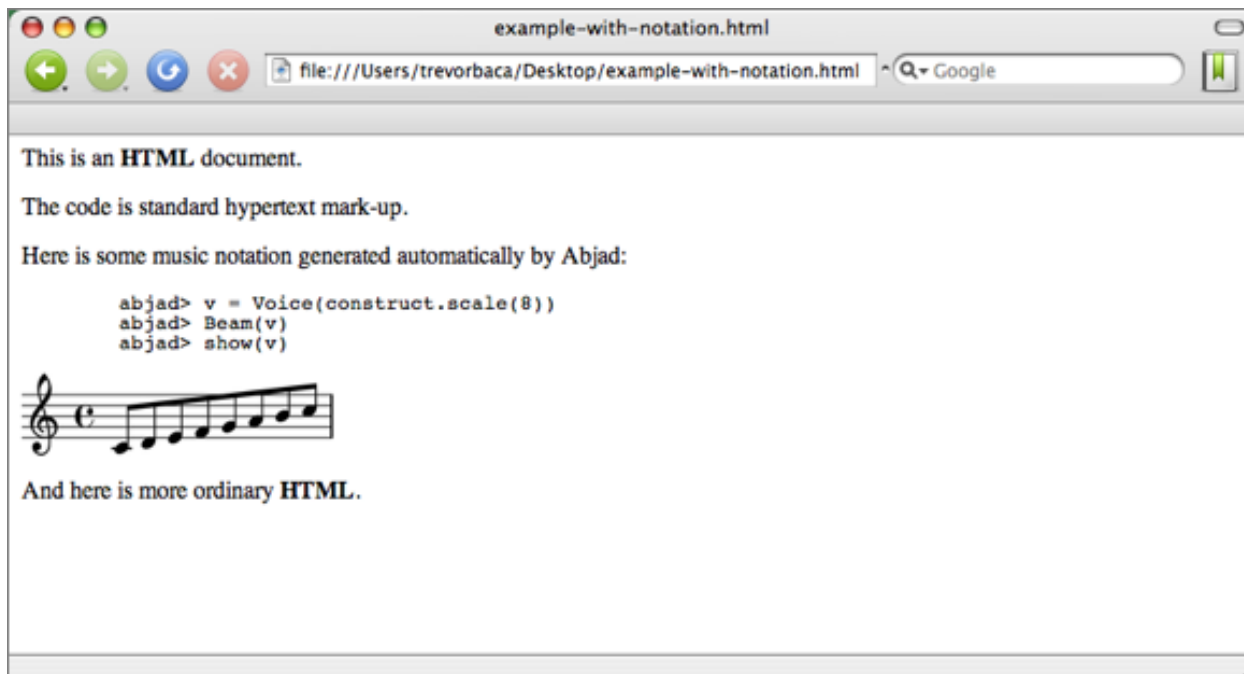 example-with-notation.html
file:///Users/trevorbaca/Desktop/example-with-notation.html Google
This is an HTML document.
The code is standard hypertext mark-up.
Here is some music notation generated automatically by Abjad:
abjad> v = Voice(construct.scale(8))
abjad> Beam(v)
abjad> show(v)
And here is more ordinary HTML.